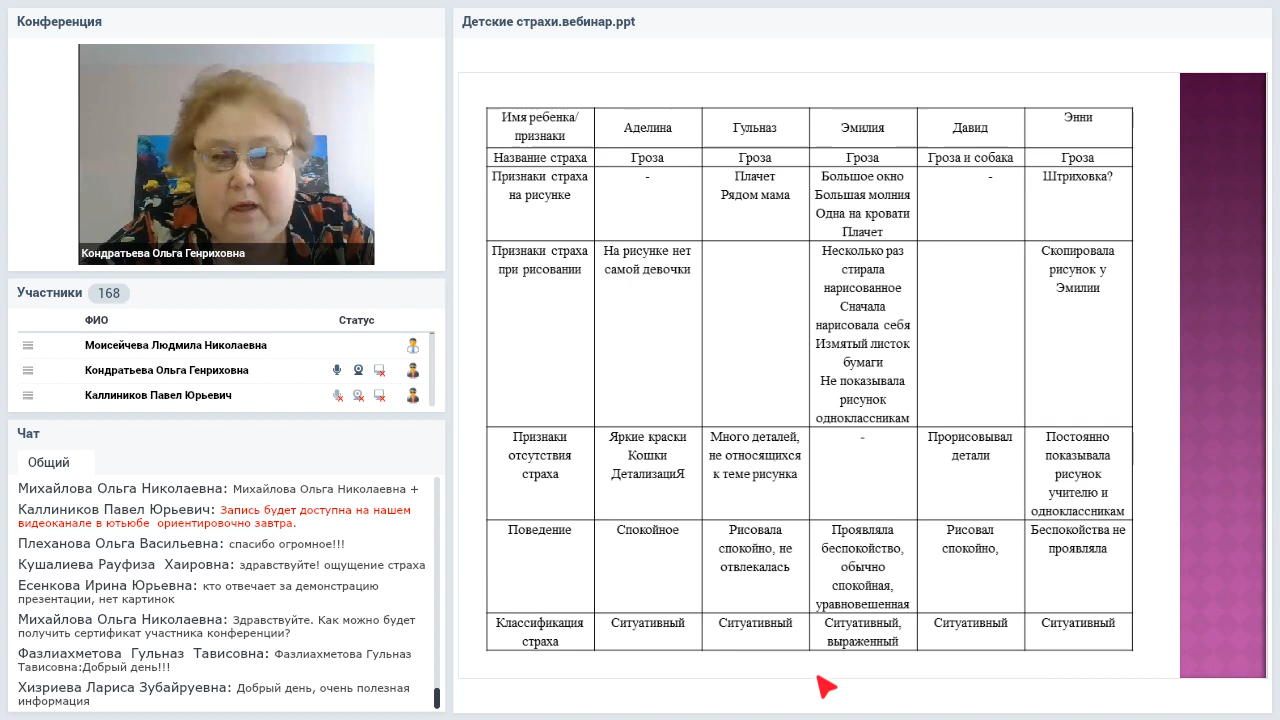 Конференция
Кондратьева Ольга Генриховна
Участники 168
ФИО Статус
Моисейчева Людмила Николаевна
Кондратьева Ольга Генриховна
Каллиников Павел Юрьевич
Чат
Общий
Михайлова Ольга Николаевна: Михайлова Ольга Николаевна +
Каллиников Павел Юрьевич: Запись будет доступна на нашем
видеоканале в ютьюбе ориентировочно завтра.
Плеханова Ольга Васильевна: спасибо огромное!!!
Кушалиева Рауфиза Хаировна: здравствуйте! ощущение страха
Есенкова Ирина Юрьевна: кто отвечает за демонстрацию
презентации, нет картинок
Михайлова Ольга Николаевна: Здравствуйте. Как можно будет
получить сертификат участника конференции?
Фазлиахметова Гульназ Тависовна: Фазлиахметова Гульназ
Тависовна:Добрый день!!!
Хизриева Лариса Зубайруевна: Добрый день, очень полезная
информация
Детские страхи.вебинар.ppt
Имя ребенка/
признаки
Аделина
Гульназ
Эмилия
Давид
Энни
Название страха
Гроза
Гроза
Гроза
Гроза и собака
Гроза
Признаки страха
на рисунке
-
Плачет
Рядом мама
Большое окно
Большая молния
Одна на кровати
Плачет
-
Штриховка?
Признаки страха
при рисовании
На рисунке нет
самой девочки
Несколько раз
стирала
нарисованное
Сначала
нарисовала себя
Измятый листок
бумаги
Не показывала
рисунок
одноклассникам
Скопировала
рисунок у
Эмилии
Признаки
отсутствия
страха
Яркие краски
Кошки
ДетализациЯ
Много деталей,
не относящихся
к теме рисунка
-
Прорисовывал
детали
Постоянно
показывала
рисунок
учителю и
одноклассникам
Поведение
Спокойное
Рисовала
спокойно, не
отвлекалась
Проявляла
беспокойство,
обычно
спокойная,
уравновешенная
Рисовал
спокойно,
Беспокойства не
проявляла
Классификация
страха
Ситуативный
Ситуативный
Ситуативный,
выраженный
Ситуативный
Ситуативный